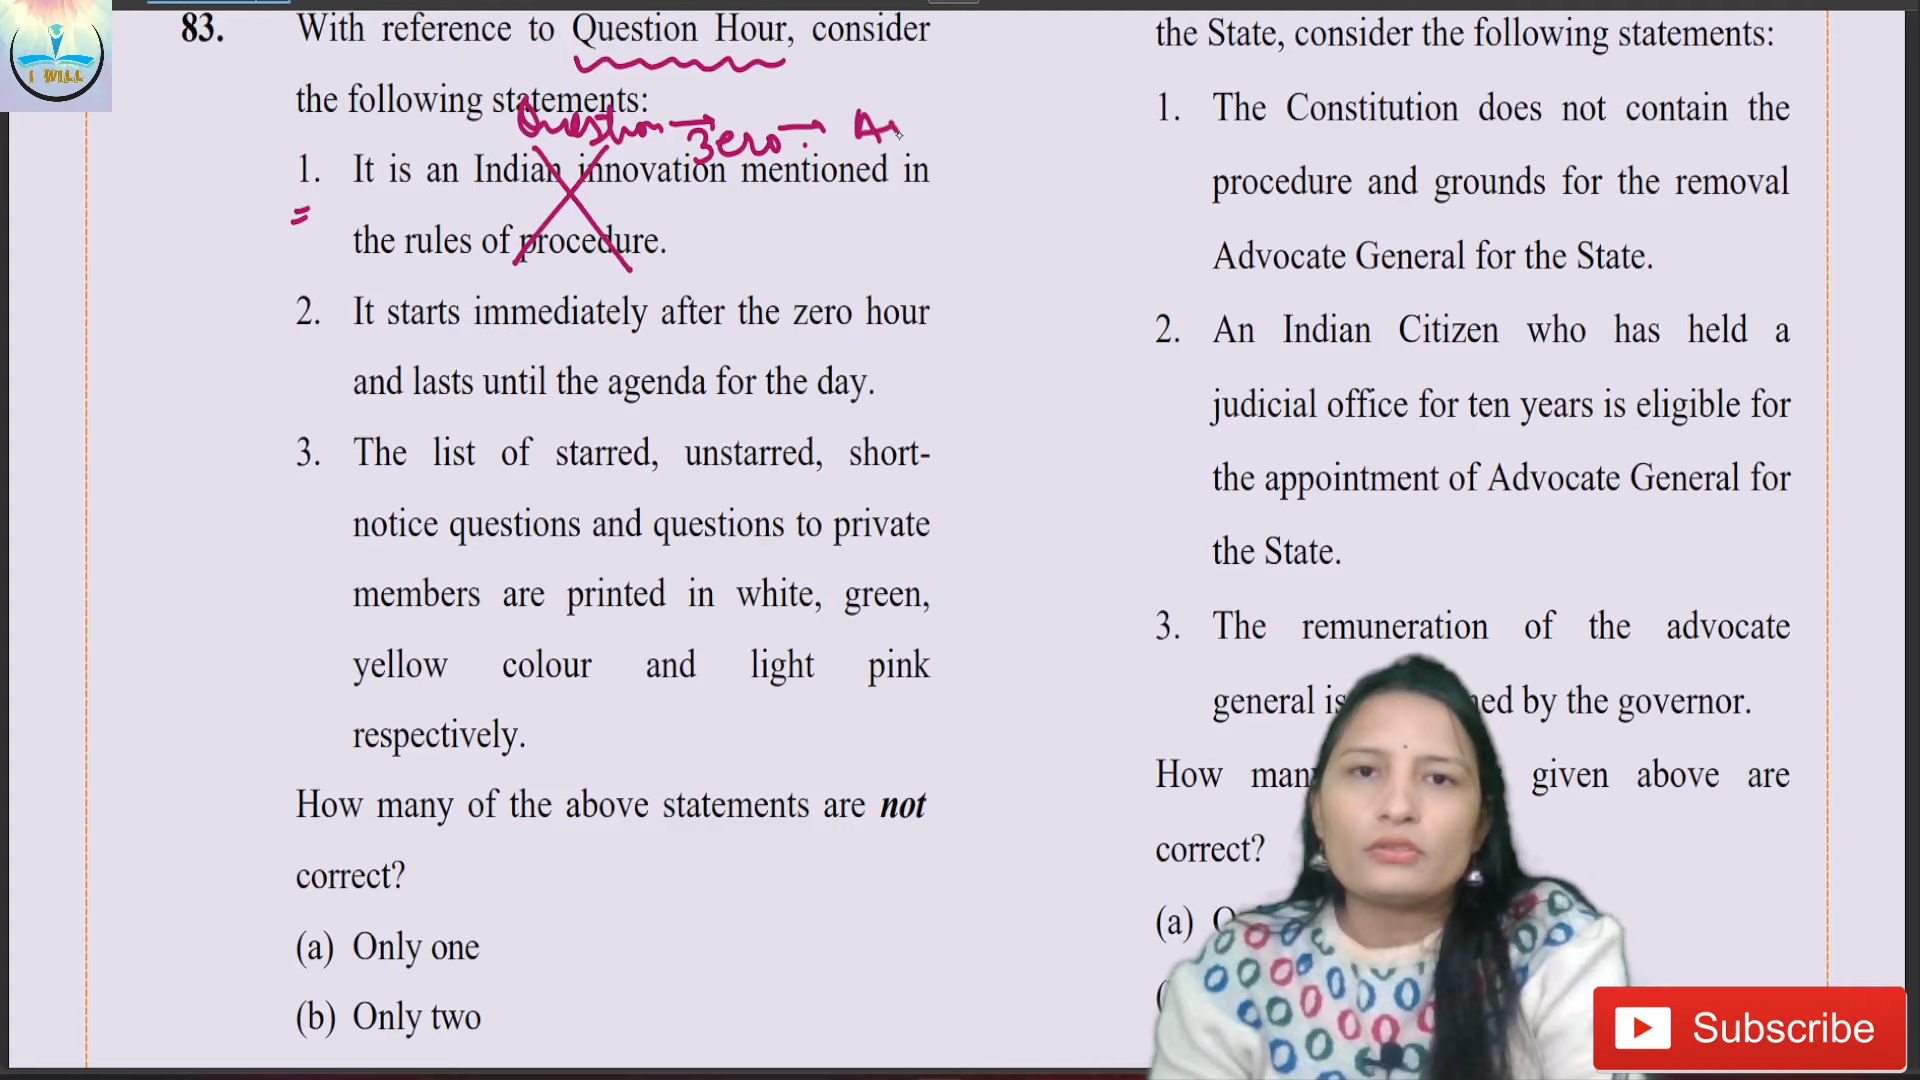 I WILL
83. With reference to Question Hour, consider
the following statements:
Question → Zero →
1. It is an Indian innovation mentioned in
the rules of procedure.
2. It starts immediately after the zero hour
and lasts until the agenda for the day.
3. The list of starred, unstarred, short-
notice questions and questions to private
members are printed in white, green,
yellow colour and light pink
respectively.
How many of the above statements are not
correct?
(a) Only one
(b) Only two
the State, consider the following statements:
1. The Constitution does not contain the
procedure and grounds for the removal
Advocate General for the State.
2. An Indian Citizen who has held a
judicial office for ten years is eligible for
the appointment of Advocate General for
the State.
3. The remuneration of the advocate
general by the governor.
How given above are
correct?
(a)
Subscribe